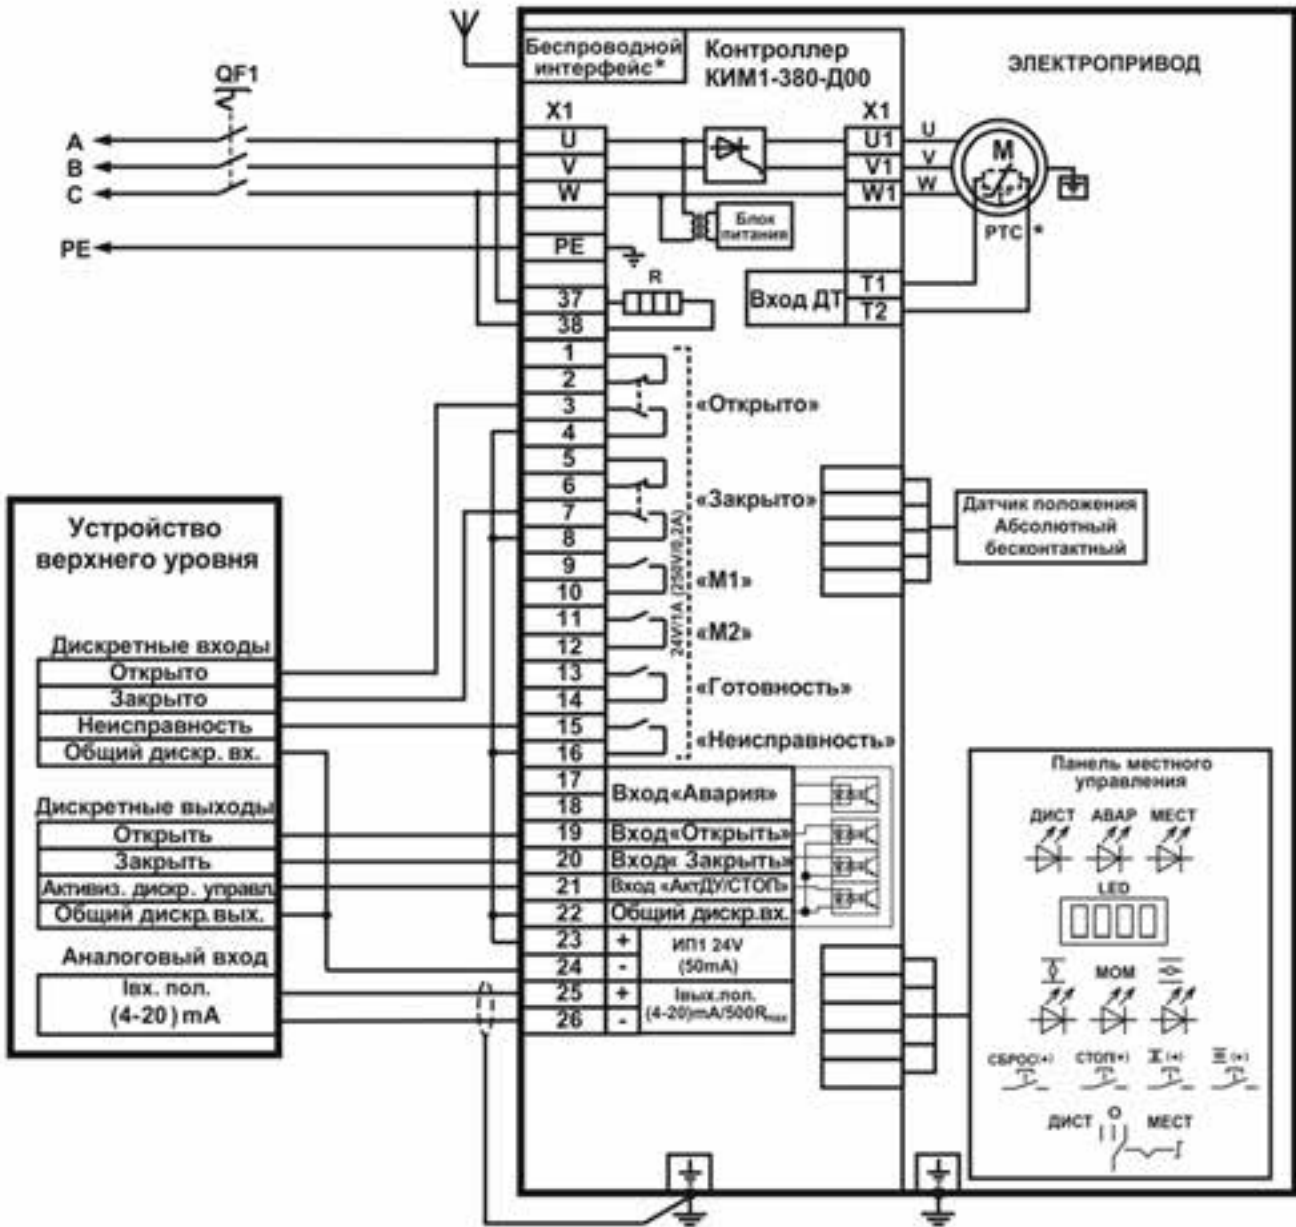 Беспроводной
интерфейс*
Контроллер
КИМ1-380-Д00
ЭЛЕКТРОПРИВОД
QF1
X1
X1
A
B
C
PE
U
V
W
PE
37
38
1
2
3
4
5
6
7
8
9
10
11
12
13
14
15
16
17
18
19
20
21
22
23
24
25
26
U1
V1
W1
U
V
W
M
PTC *
Блок
питания
R
Вход ДТ
T1
T2
«Открыто»
«Закрыто»
«М1»
«М2»
«Готовность»
«Неисправность»
24V/1A (250V/0,2A)
Датчик положения
Абсолютный
бесконтактный
Устройство
верхнего уровня
Дискретные входы
Открыто
Закрыто
Неисправность
Общий дискр. вх.
Дискретные выходы
Открыть
Закрыть
Активиз. дискр. управл.
Общий дискр. вых.
Аналоговый вход
Iвх. пол.
(4-20) mA
Вход«Авария»
Вход«Открыть»
Вход« Закрыть»
Вход «АктДУ/СТОП»
Общий дискр.вх.
+
-
ИП1 24V
(50mA)
+
-
Iвых.пол.
(4-20)mA/500Rmax
Панель местного
управления
ДИСТ АВАР МЕСТ
LED
МОМ
СБРОС(+) СТОП(+)
ДИСТ О МЕСТ